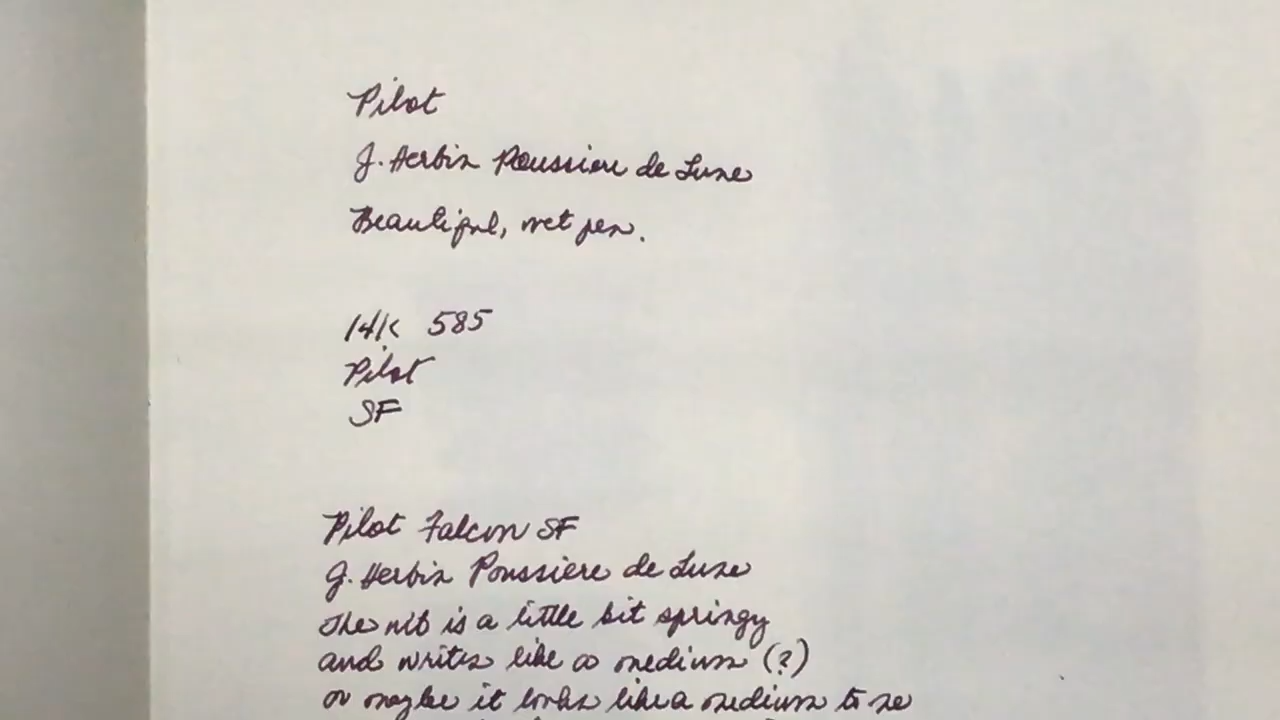 Pilot
J. Herbin Poussiere de Lune
Beautiful, wet pen.
14K 585
Pilot
SF
Pilot Falcon SF
J. Herbin Poussiere de Lune
The nib is a little bit springy
and writes like a medium (?)
or maybe it looks like a medium to me